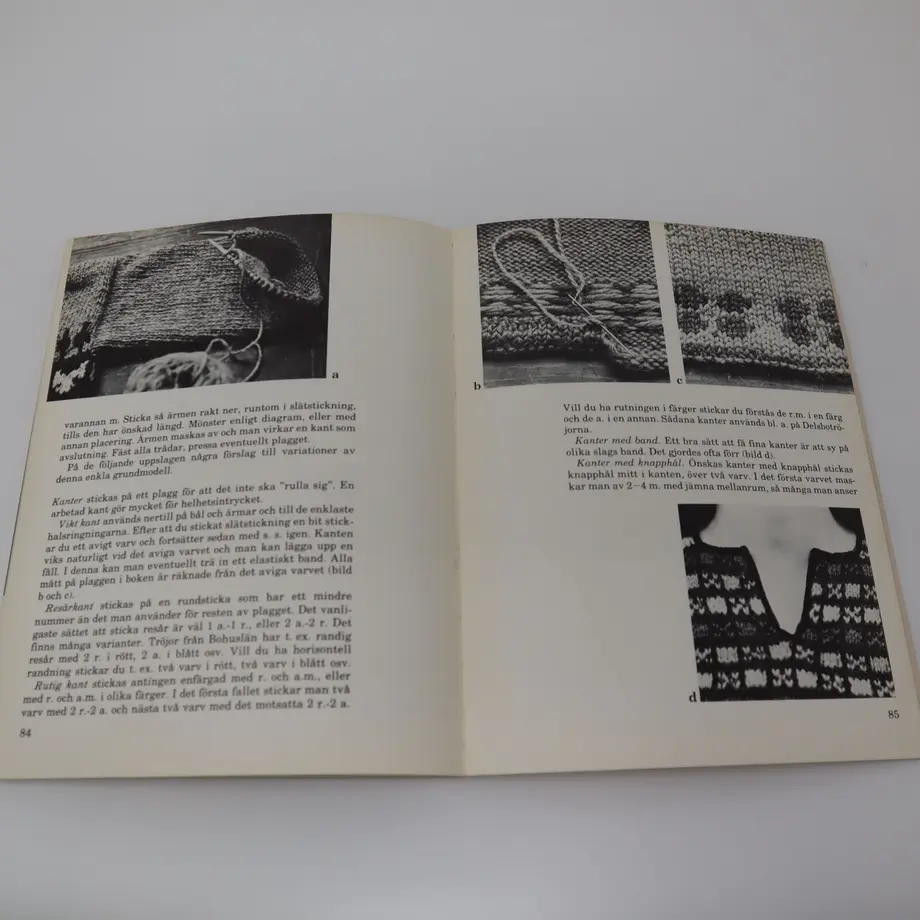 a
varannan m. Sticka så ärmen rakt ner, runtom i slätstickning,
tills den har önskad längd. Mönster enligt diagram, eller med
annan placering. Ärmen maskas av och man virkar en kant som
avslutning. Fäst alla trådar, pressa eventuellt plagget.
På de följande uppslagen några förslag till variationer av
denna enkla grundmodell.
Kanter stickas på ett plagg för att det inte ska "rulla sig". En
arbetad kant gör mycket för helhetsintrycket.
Vikt kant används nertill på bål och ärmar och till de enklaste
halsringningarna. Efter att du stickat slätstickning en bit stick-
ar du ett avigt varv och fortsätter sedan med s. s. igen. Kanten
viks naturligt vid det aviga varvet och man kan lägga upp en
fåll. I denna kan man eventuellt trä in ett elastiskt band. Alla
mått på plaggen i boken är räknade från det aviga varvet (bild
b och c).
Resårkant stickas på en rundsticka som har ett mindre
nummer än det man använder för resten av plagget. Det vanli-
gaste sättet att sticka resår är väl 1 a.-1 r., eller 2 a.-2 r. Det
finns många varianter. Tröjor från Bohuslän har t. ex. randig
resår med 2 r. i rött, 2 a. i blått osv. Vill du ha horisontell
randning stickar du t. ex. två varv i rött, två varv i blått osv.
Rutig kant stickas antingen enfärgad med r. och a.m., eller
med r. och a.m. i olika färger. I det första fallet stickar man två
varv med 2 r.-2 a. och nästa två varv med det motsatta 2 r.-2 a.
84
b
c
Vill du ha rutningen i färger stickar du förstås de r.m. i en färg
och de a. i en annan. Sådana kanter används bl. a. på Delsbotrö-
jorna.
Kanter med band. Ett bra sätt att få fina kanter är att sy på
olika slags band. Det gjordes ofta förr (bild d).
Kanter med knapphål. Önskas kanter med knapphål stickas
knapphål mitt i kanten, över två varv. I det första varvet mas-
kar man av 2–4 m. med jämna mellanrum, så många man anser
d
85